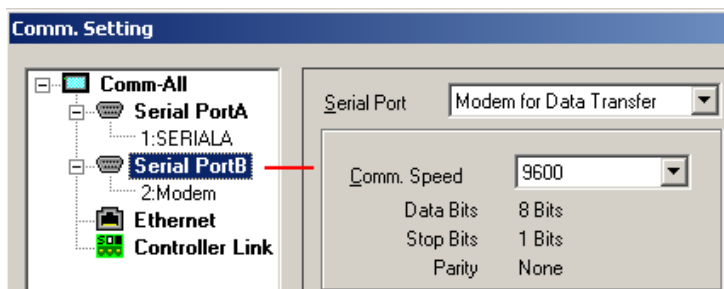 Comm. Setting
Comm-All
Serial PortA
1:SERIALA
Serial PortB
2:Modem
Ethernet
Controller Link
Serial Port Modem for Data Transfer
Comm. Speed 9600
Data Bits 8 Bits
Stop Bits 1 Bits
Parity None